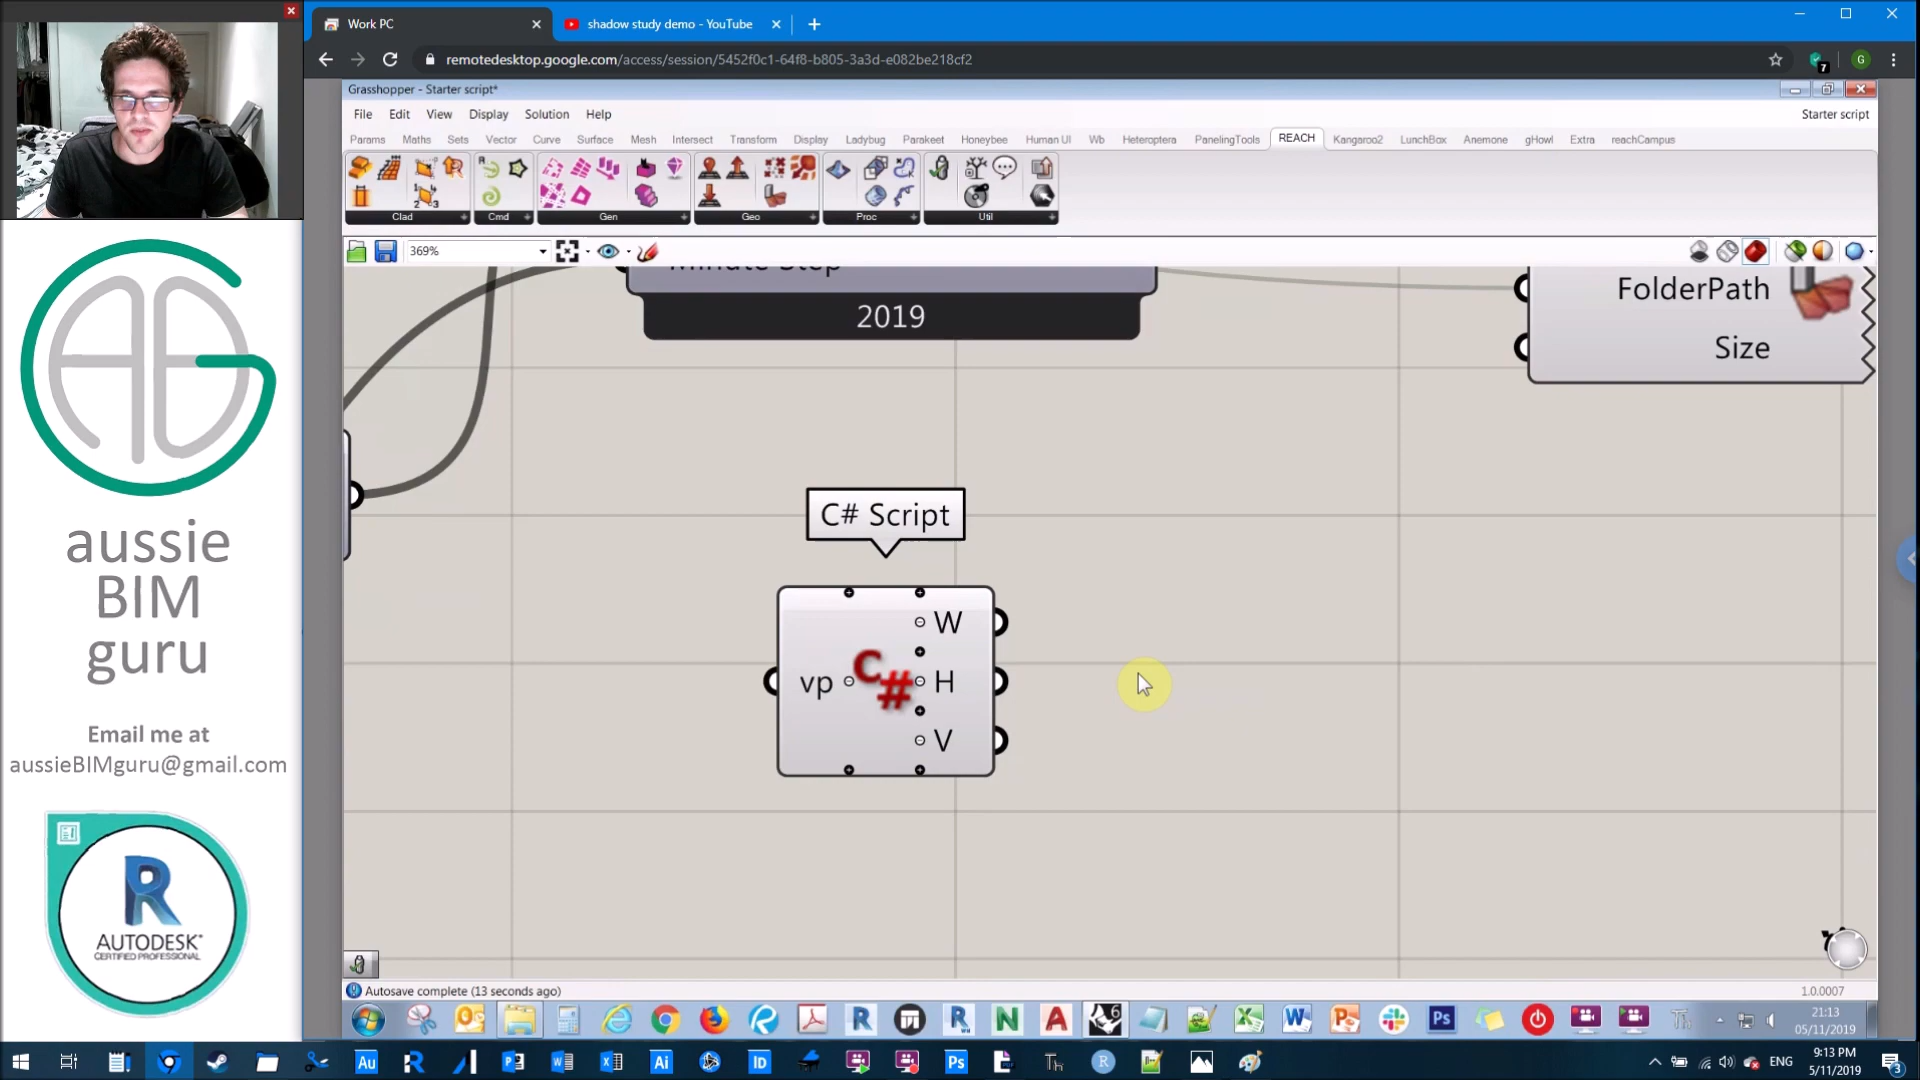 Work PC
shadow study demo - YouTube
remotedesktop.google.com/access/session/5452f0c1-64f8-b805-3a3d-e082be218cf2
7
G
Grasshopper - Starter script*
File Edit View Display Solution Help
Starter script
Params Maths Sets Vector Curve Surface Mesh Intersect Transform Display Ladybug Parakeet Honeybee Human UI Wb Heteroptera PanelingTools REACH Kangaroo2 LunchBox Anemone gHowl Extra reachCampus
Clad Cmd Gen Geo Proc Util
369%
Minute Step
2019
FolderPath
Size
C# Script
vp
C#
W
H
V
aussie
BIM
guru
Email me at
aussieBIMguru@gmail.com
R
AUTODESK
CERTIFIED PROFESSIONAL
Autosave complete (13 seconds ago)
1.0.0007
21:13
05/11/2019
ENG
9:13 PM
5/11/2019
3